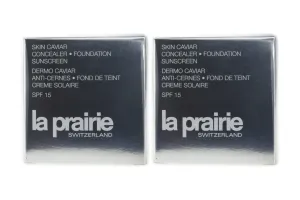 SKIN CAVIAR
CONCEALER • FOUNDATION
SUNSCREEN
DERMO CAVIAR
ANTI-CERNES • FOND DE TEINT
CREME SOLAIRE
SPF 15
la prairie
SWITZERLAND
SKIN CAVIAR
CONCEALER • FOUNDATION
SUNSCREEN
DERMO CAVIAR
ANTI-CERNES • FOND DE TEINT
CREME SOLAIRE
SPF 15
la prairie
SWITZERLAND